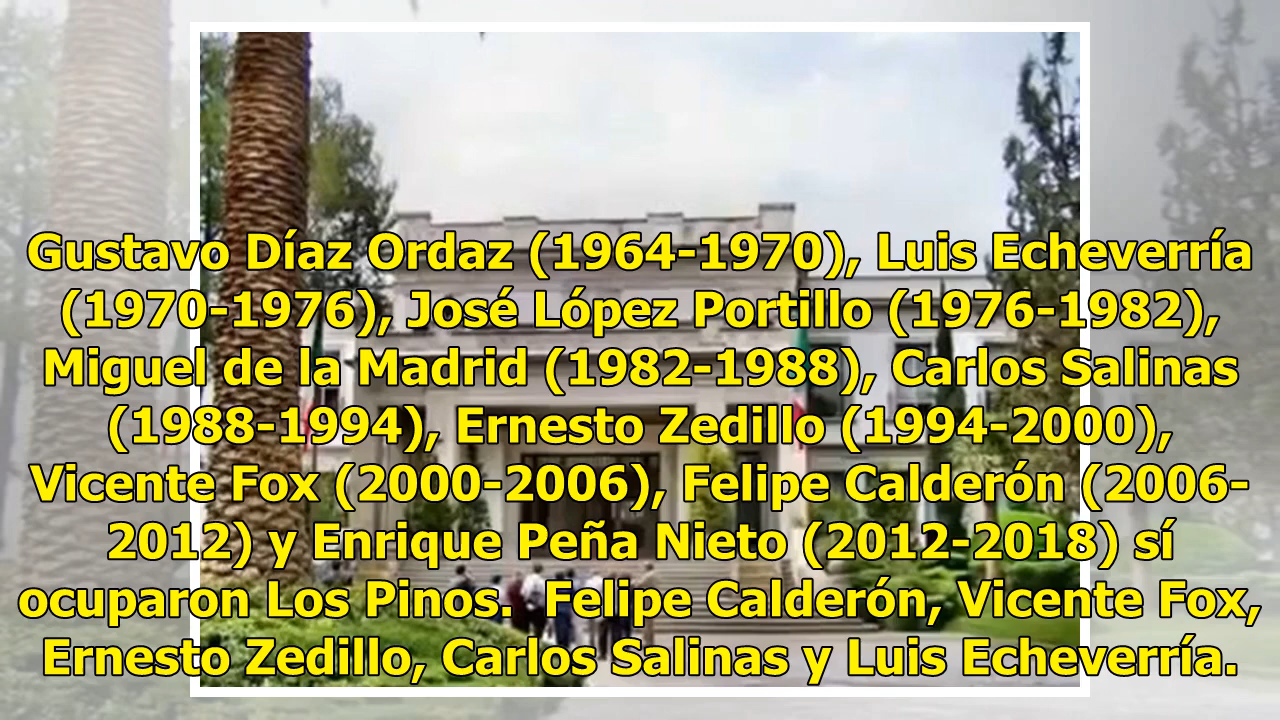 Gustavo Díaz Ordaz (1964-1970), Luis Echeverría
(1970-1976), José López Portillo (1976-1982),
Miguel de la Madrid (1982-1988), Carlos Salinas
(1988-1994), Ernesto Zedillo (1994-2000),
Vicente Fox (2000-2006), Felipe Calderón (2006-
2012) y Enrique Peña Nieto (2012-2018) sí
ocuparon Los Pinos.  Felipe Calderón, Vicente Fox,
Ernesto Zedillo, Carlos Salinas y Luis Echeverría.